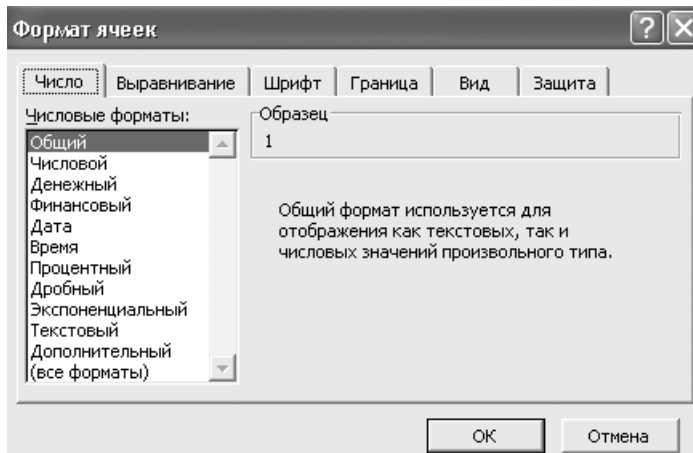 Формат ячеек
Число
Выравнивание
Шрифт
Граница
Вид
Защита
Числовые форматы:
Общий
Числовой
Денежный
Финансовый
Дата
Время
Процентный
Дробный
Экспоненциальный
Текстовый
Дополнительный
(все форматы)
Образец
1
Общий формат используется для
отображения как текстовых, так и
числовых значений произвольного типа.
ОК
Отмена